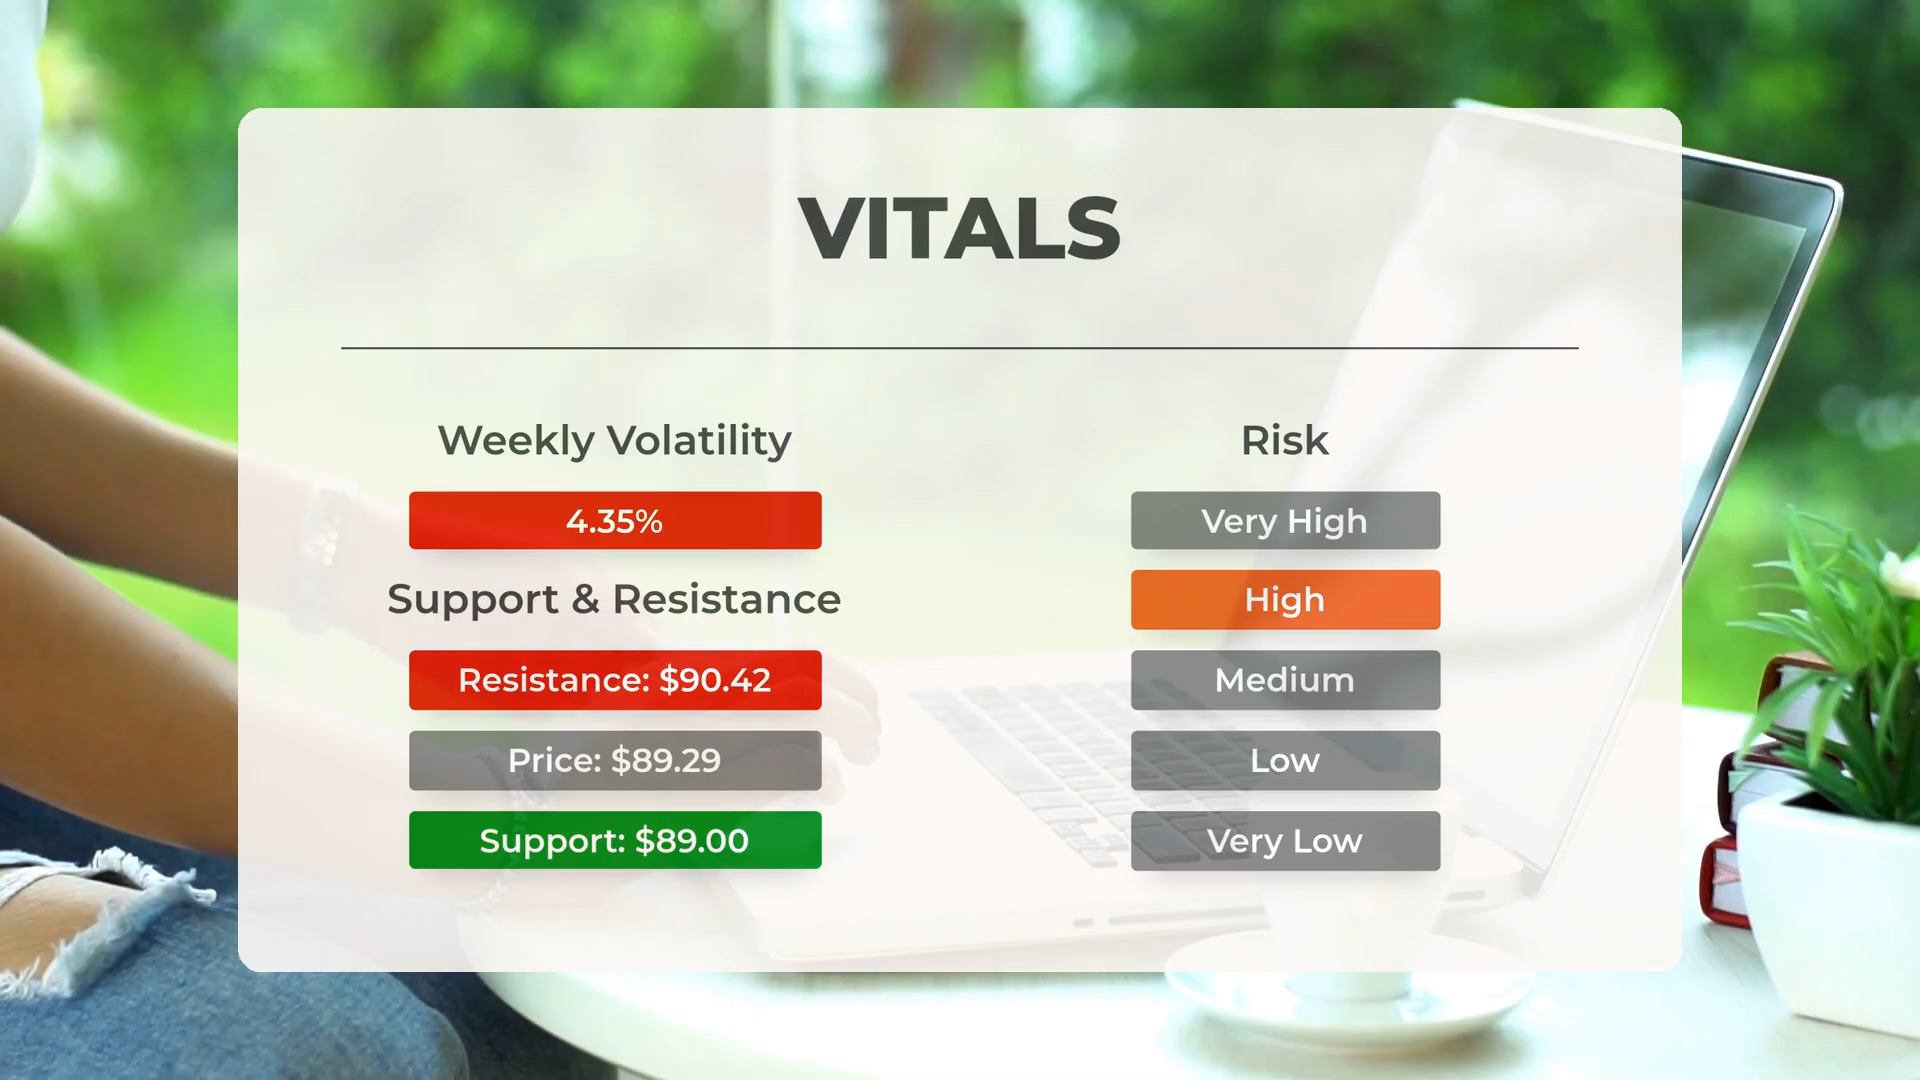 VITALS
Weekly Volatility
4.35%
Support & Resistance
Resistance: $90.42
Price: $89.29
Support: $89.00
Risk
Very High
High
Medium
Low
Very Low